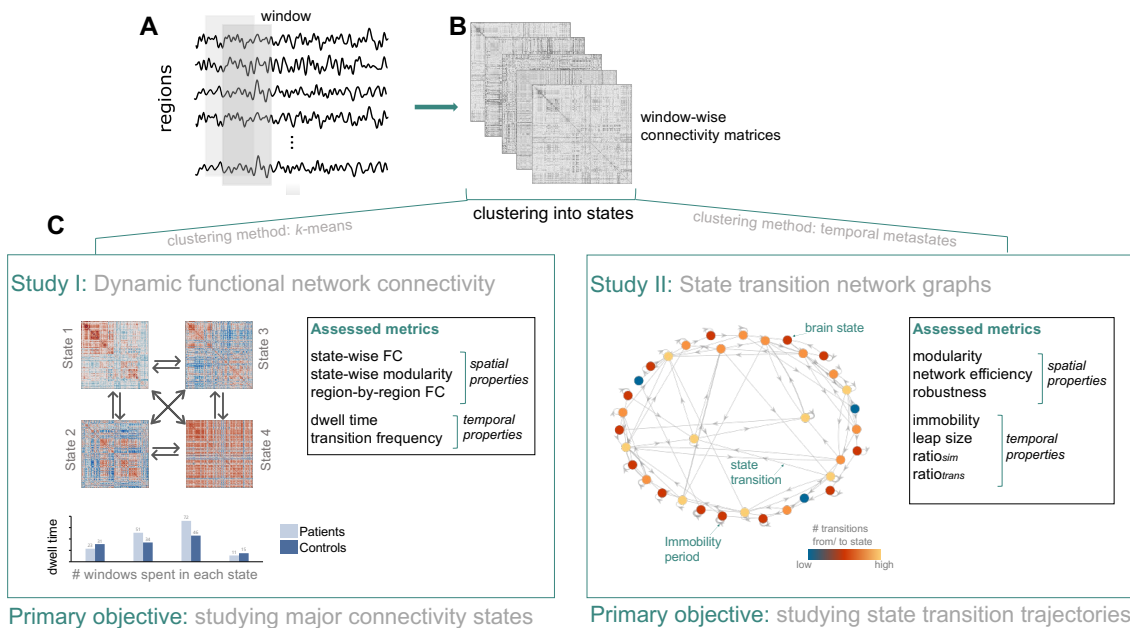 A
window
regions
B
window-wise
connectivity matrices
clustering into states
C
clustering method: k-means
clustering method: temporal metastates
Study I: Dynamic functional network connectivity
State 1
State 3
State 2
State 4
Assessed metrics
state-wise FC
state-wise modularity
region-by-region FC
spatial
properties
dwell time
transition frequency
temporal
properties
dwell time
Patients
Controls
# windows spent in each state
Primary objective: studying major connectivity states
Study II: State transition network graphs
brain state
state
transition
Immobility
period
# transitions
from/ to state
low
high
Assessed metrics
modularity
network efficiency
robustness
spatial
properties
immobility
leap size
ratiosim
ratiotrans
temporal
properties
Primary objective: studying state transition trajectories